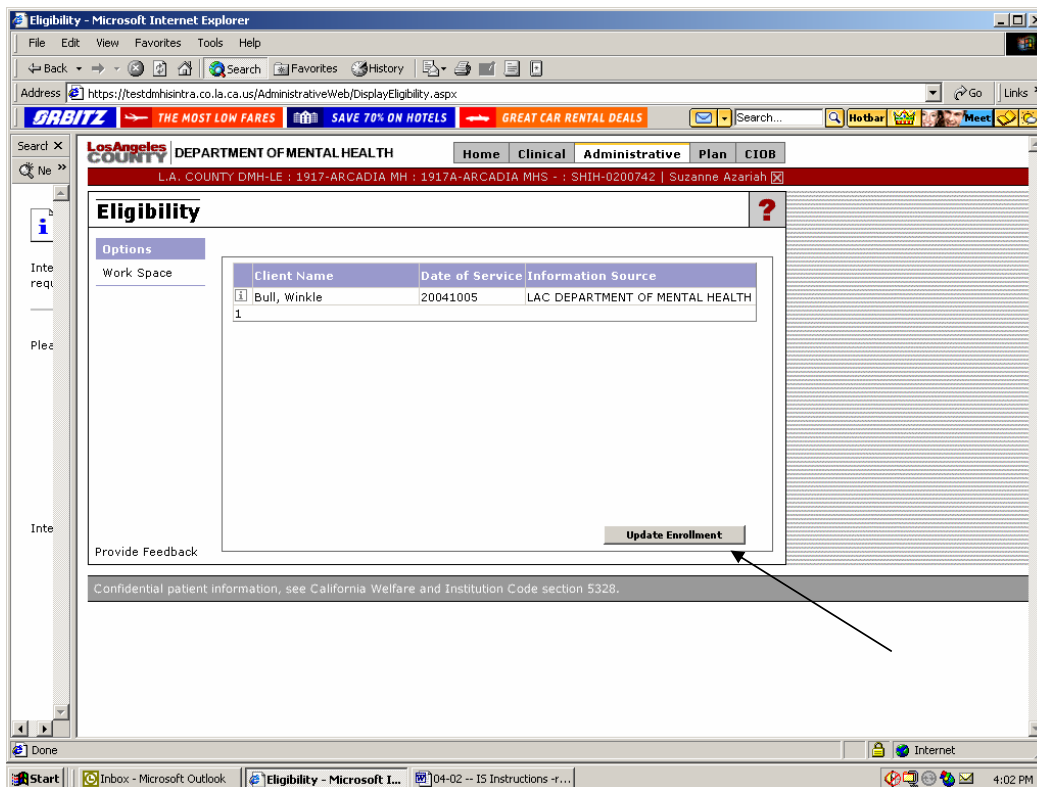 Eligibility - Microsoft Internet Explorer
File Edit View Favorites Tools Help
Back Search Favorites History
Address https://testdmhisintra.co.la.ca.us/AdministrativeWeb/DisplayEligibility.aspx Go Links
ORBITZ THE MOST LOW FARES SAVE 70% ON HOTELS GREAT CAR RENTAL DEALS Search... Hotbar Meet
Search X
Ne »
Los Angeles COUNTY DEPARTMENT OF MENTAL HEALTH Home Clinical Administrative Plan CIOB
L.A. COUNTY DMH-LE : 1917-ARCADIA MH : 1917A-ARCADIA MHS - : SHIH-0200742 | Suzanne Azariah
Eligibility ?
Options
Work Space
Client Name Date of Service Information Source
Bull, Winkle 20041005 LAC DEPARTMENT OF MENTAL HEALTH
1
Inte
requ
Plea
Inte
Update Enrollment
Provide Feedback
Confidential patient information, see California Welfare and Institution Code section 5328.
Done Internet
Start Inbox - Microsoft Outlook Eligibility - Microsoft I... 04-02 -- IS Instructions -r... 4:02 PM